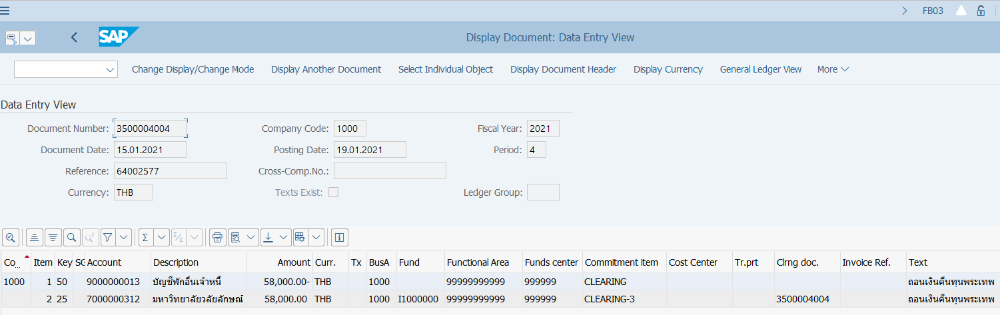 FB03
SAP Display Document: Data Entry View
Change Display/Change Mode Display Another Document Select Individual Object Display Document Header Display Currency General Ledger View More
Data Entry View
Document Number: 3500004004 Company Code: 1000 Fiscal Year: 2021
Document Date: 15.01.2021 Posting Date: 19.01.2021 Period: 4
Reference: 64002577 Cross-Comp.No.:
Currency: THB Texts Exist: Ledger Group:
Co... Item Key SG Account Description Amount Curr. Tx BusA Fund Functional Area Funds center Commitment item Cost Center Tr.prt Clrng doc. Invoice Ref. Text
1000 1 50 9000000013 บัญชีพักอื่นเจ้าหนี้ 58,000.00- THB 1000 99999999999 999999 CLEARING ถอนเงินคืนทุนพระเทพ
2 25 7000000312 มหาวิทยาลัยวลัยลักษณ์ 58,000.00 THB 1000 I1000000 99999999999 999999 CLEARING-3 3500004004 ถอนเงินคืนทุนพระเทพ